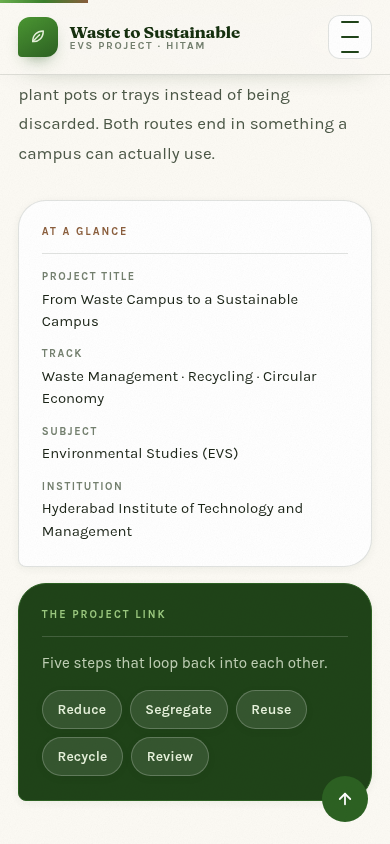 Waste to Sustainable
EVS PROJECT · HITAM
plant pots or trays instead of being
discarded. Both routes end in something a
campus can actually use.
AT A GLANCE
PROJECT TITLE
From Waste Campus to a Sustainable
Campus
TRACK
Waste Management · Recycling · Circular
Economy
SUBJECT
Environmental Studies (EVS)
INSTITUTION
Hyderabad Institute of Technology and
Management
THE PROJECT LINK
Five steps that loop back into each other.
Reduce
Segregate
Reuse
Recycle
Review